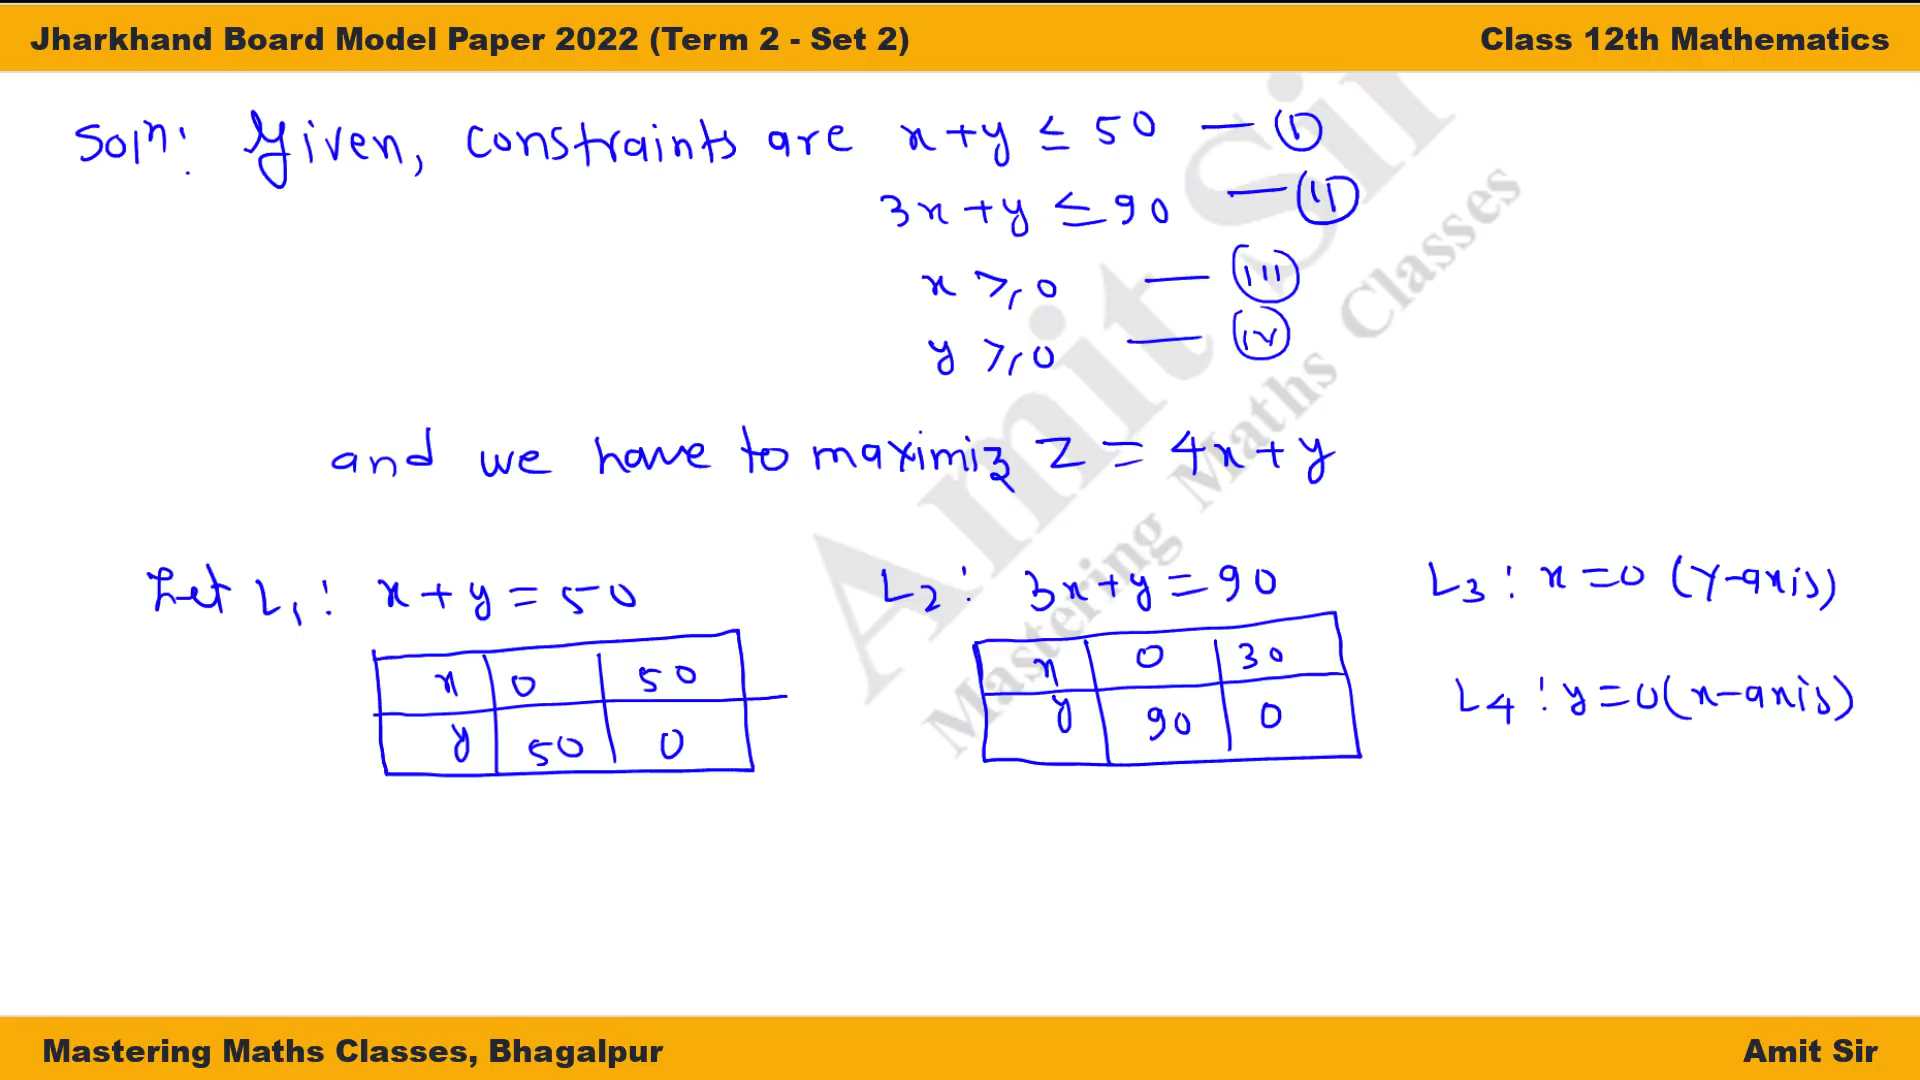 Jharkhand Board Model Paper 2022 (Term 2 - Set 2) Class 12th Mathematics
Soln: Given, constraints are x+y ≤ 50 — (i)
3x+y ≤ 90 — (ii)
x ≥ 0 — (iii)
y ≥ 0 — (iv)
and we have to maximiz Z = 4x+y
Let L1: x+y=50 L2: 3x+y=90 L3: x=0 (Y-axis)
x 0 50 x 0 30
y 50 0 y 90 0
L4: y=0 (x-axis)
Amit Sir
Mastering Maths Classes
Mastering Maths Classes, Bhagalpur Amit Sir